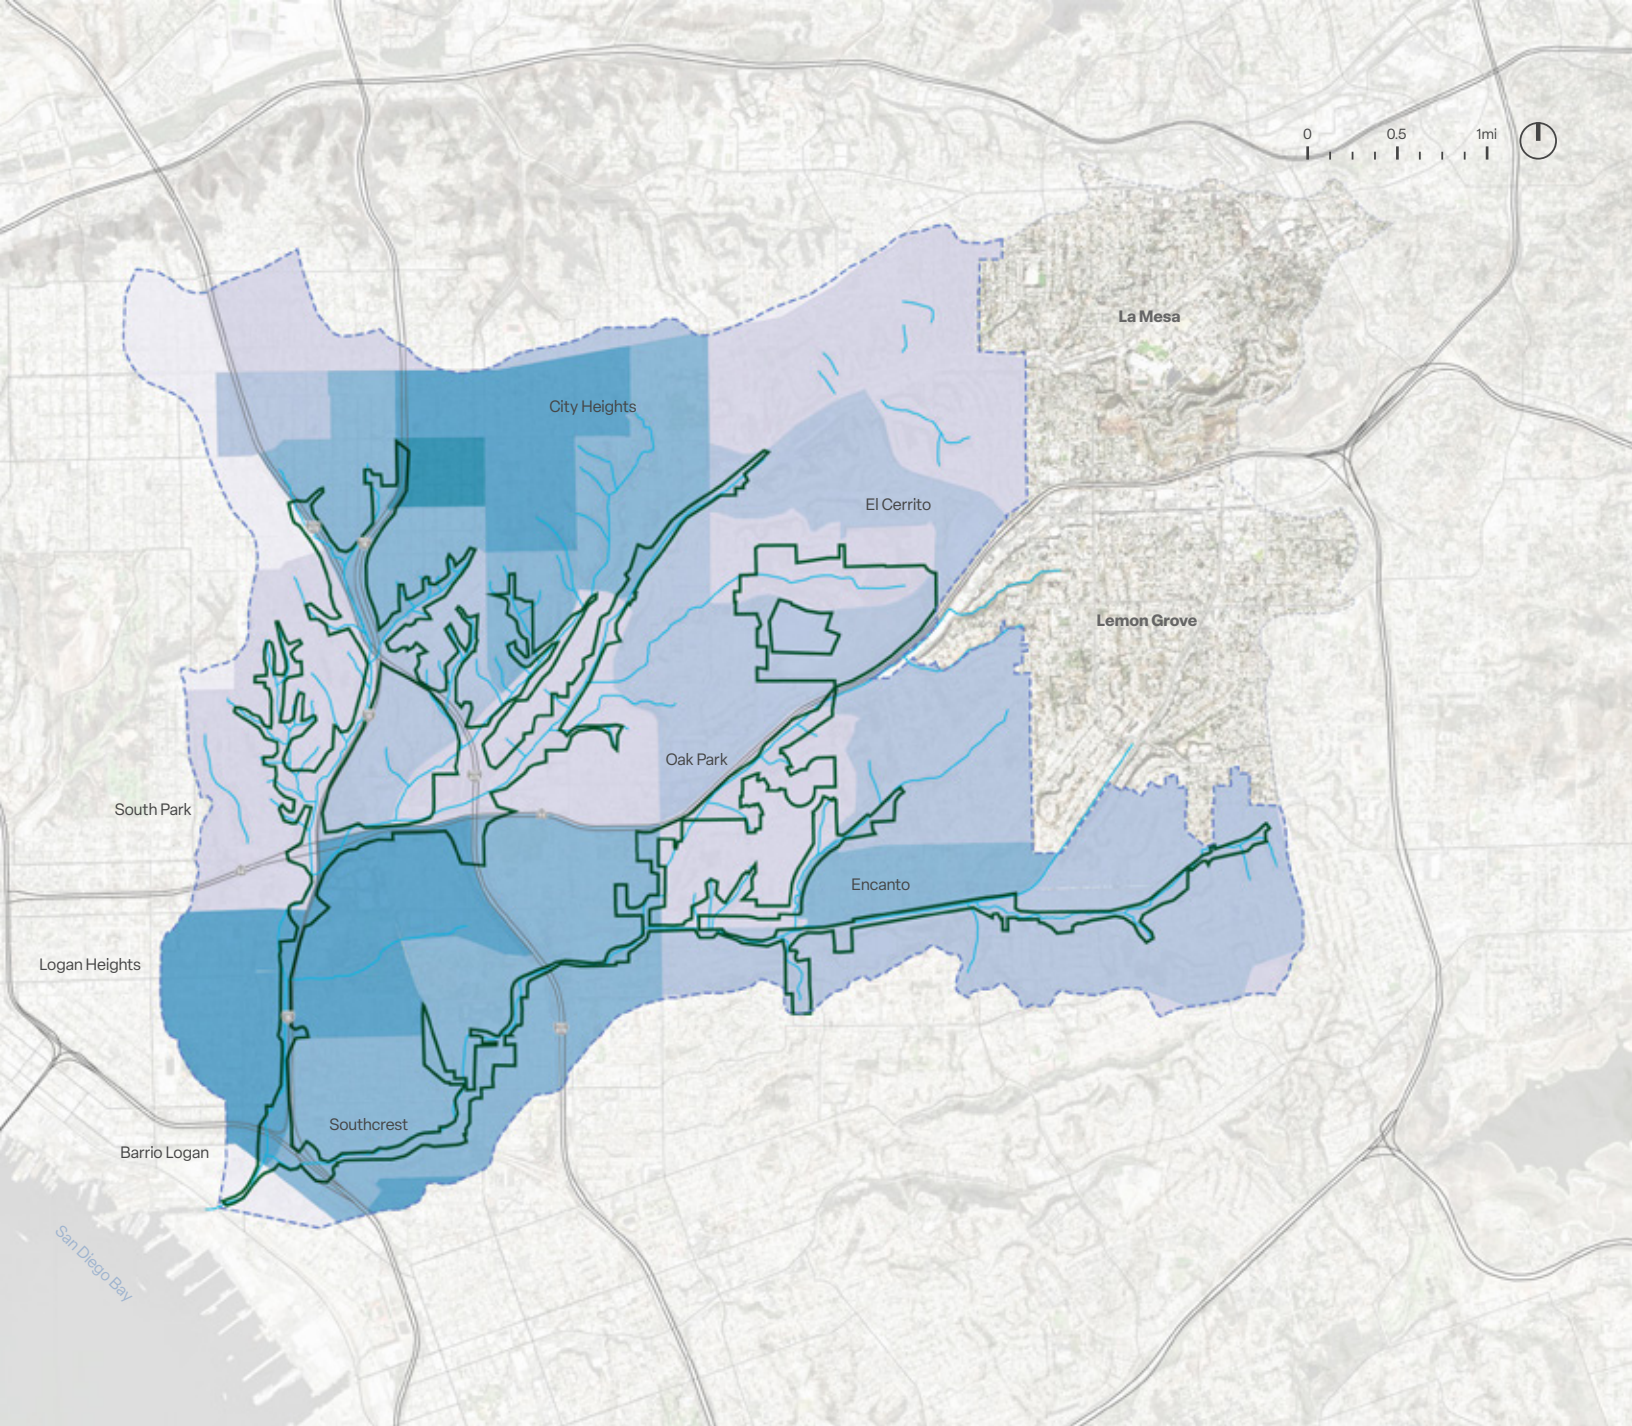 0 0.5 1mi
La Mesa
City Heights
El Cerrito
Lemon Grove
Oak Park
South Park
Encanto
Logan Heights
Southcrest
Barrio Logan
San Diego Bay